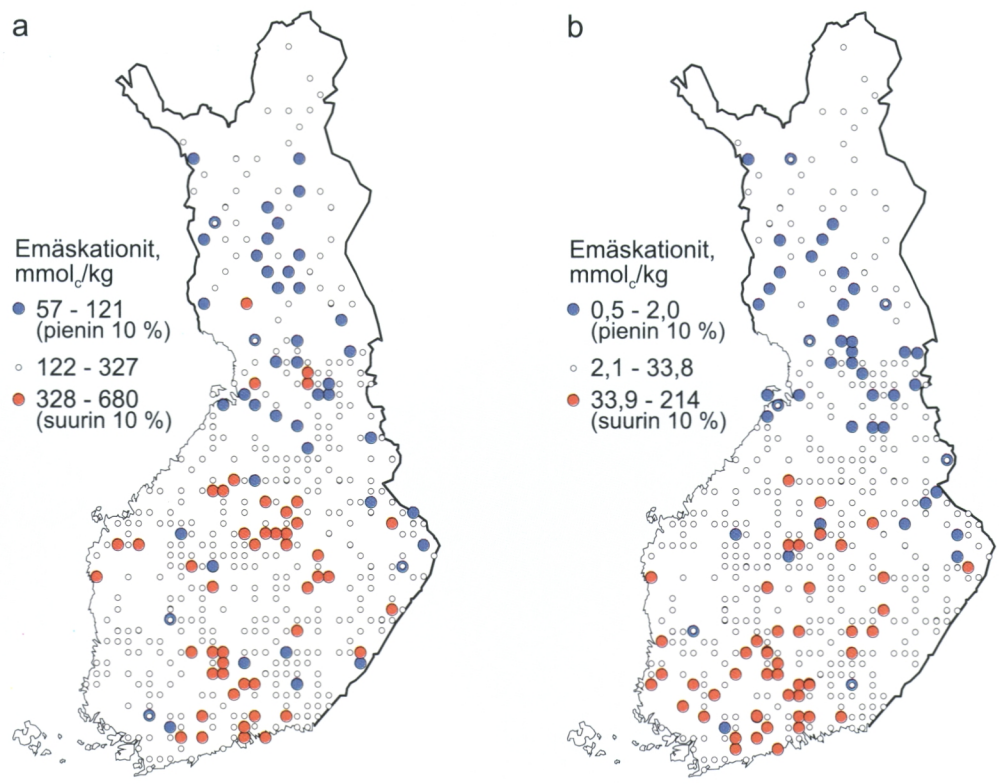 a
Emäskationit,
mmolc/kg
57 - 121
(pienin 10 %)
122 - 327
328 - 680
(suurin 10 %)
b
Emäskationit,
mmolc/kg
0,5 - 2,0
(pienin 10 %)
2,1 - 33,8
33,9 - 214
(suurin 10 %)